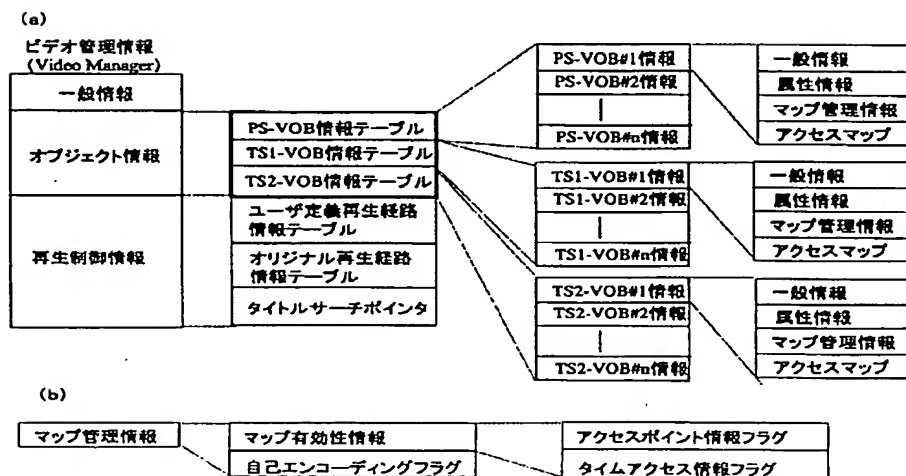 (a)
ビデオ管理情報
(Video Manager)
一般情報
オブジェクト情報
再生制御情報
PS-VOB情報テーブル
TS1-VOB情報テーブル
TS2-VOB情報テーブル
ユーザ定義再生経路
情報テーブル
オリジナル再生経路
情報テーブル
タイトルサーチポインタ
PS-VOB#1情報
PS-VOB#2情報
PS-VOB#n情報
一般情報
属性情報
マップ管理情報
アクセスマップ
TS1-VOB#1情報
TS1-VOB#2情報
TS1-VOB#n情報
一般情報
属性情報
マップ管理情報
アクセスマップ
TS2-VOB#1情報
TS2-VOB#2情報
TS2-VOB#n情報
一般情報
属性情報
マップ管理情報
アクセスマップ
(b)
マップ管理情報
マップ有効性情報
自己エンコーディングフラグ
アクセスポイント情報フラグ
タイムアクセス情報フラグ